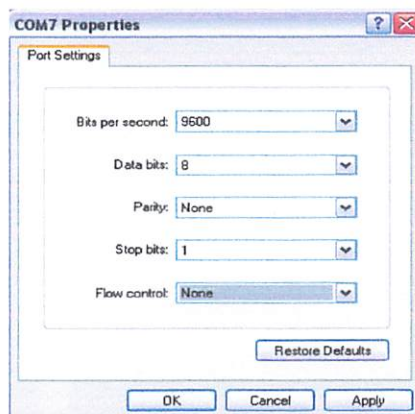 COM7 Properties
Port Settings
Bits per second: 9600
Data bits: 8
Parity: None
Stop bits: 1
Flow control: None
Restore Defaults
OK Cancel Apply